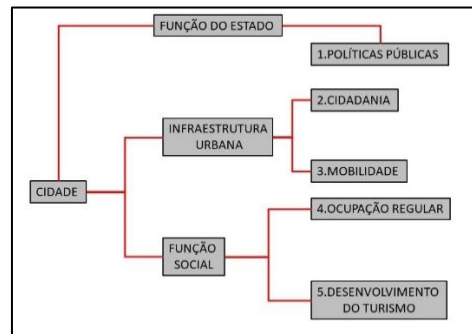 FUNÇÃO DO ESTADO
1.POLÍTICAS PÚBLICAS
2.CIDADANIA
INFRAESTRUTURA
URBANA
3.MOBILIDADE
CIDADE
4.OCUPAÇÃO REGULAR
FUNÇÃO
SOCIAL
5.DESENVOLVIMENTO
DO TURISMO